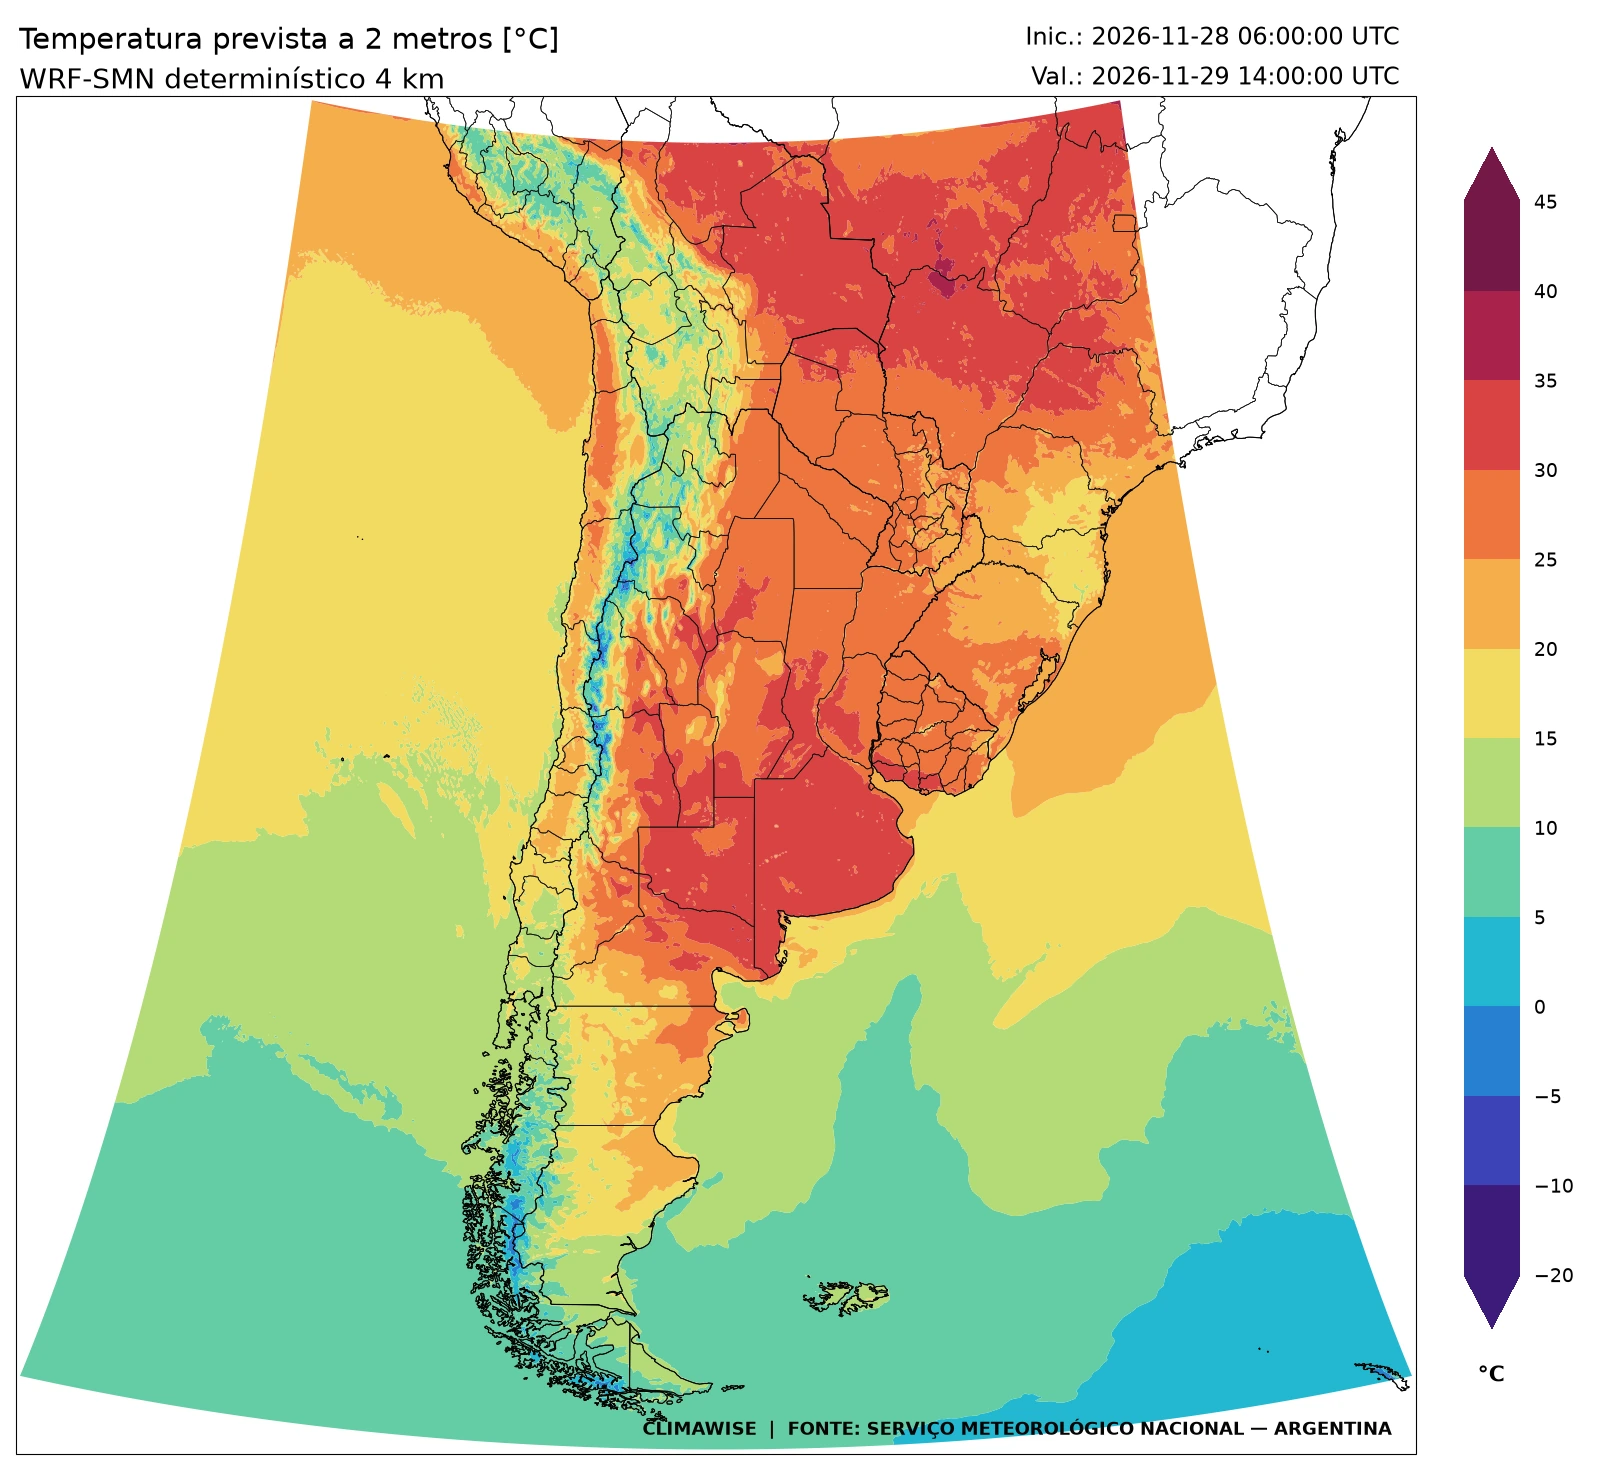 Temperatura prevista a 2 metros [°C]
WRF-SMN determinístico 4 km
Inic.: 2026-11-28 06:00:00 UTC
Val.: 2026-11-29 14:00:00 UTC
45
40
35
30
25
20
15
10
5
0
−5
−10
−20
°C
CLIMAWISE | FONTE: SERVIÇO METEOROLÓGICO NACIONAL — ARGENTINA